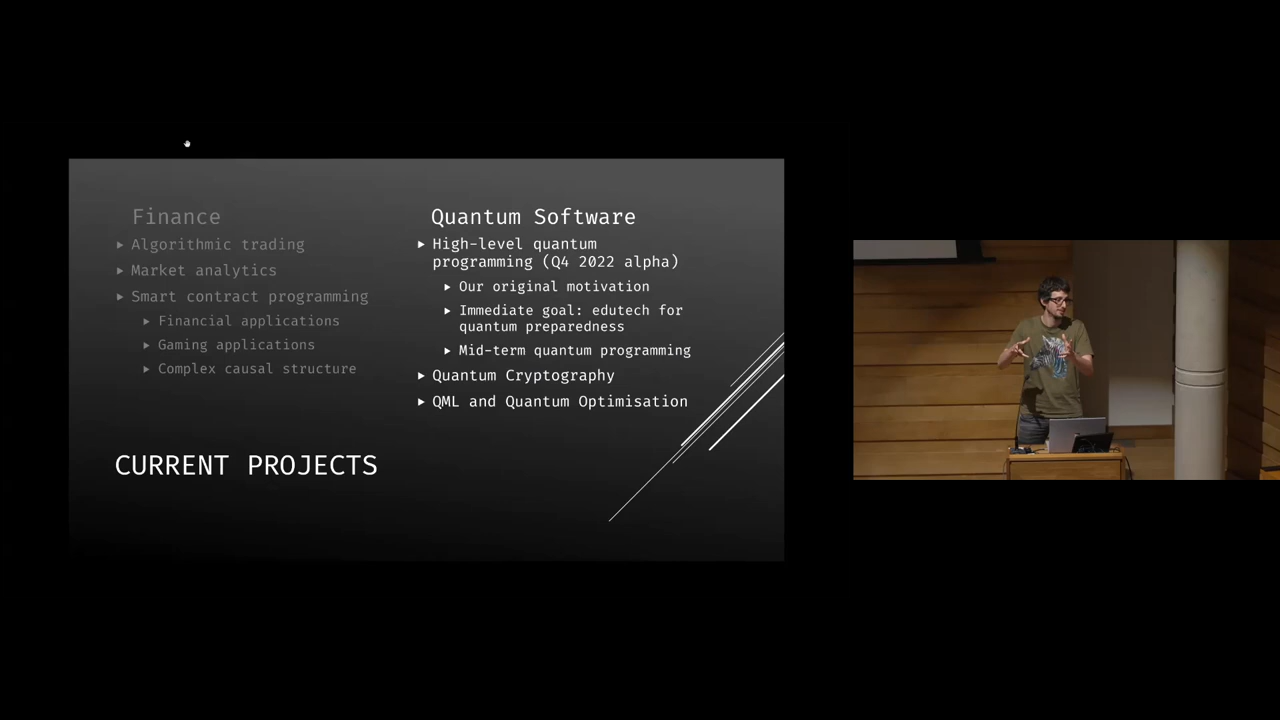 Finance
Algorithmic trading
Market analytics
Smart contract programming
Financial applications
Gaming applications
Complex causal structure
Quantum Software
High-level quantum
programming (Q4 2022 alpha)
Our original motivation
Immediate goal: edutech for
quantum preparedness
Mid-term quantum programming
Quantum Cryptography
QML and Quantum Optimisation
CURRENT PROJECTS